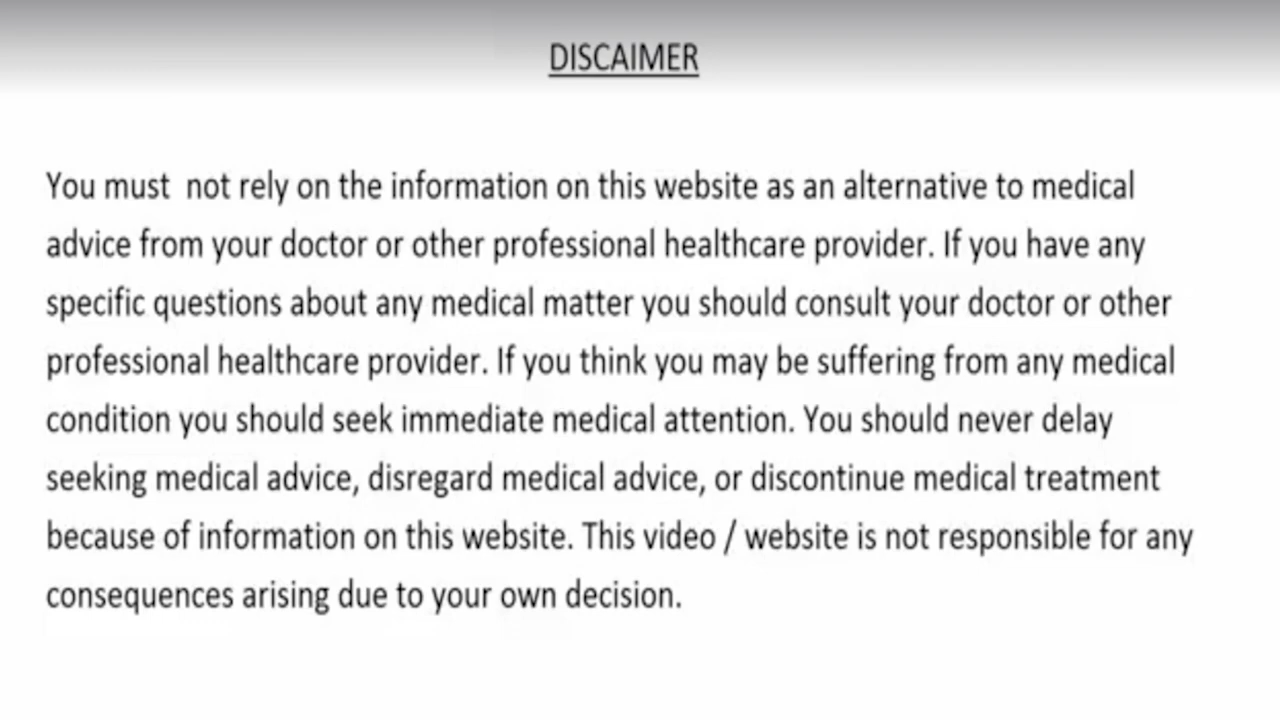 DISCAIMER
You must  not rely on the information on this website as an alternative to medical
advice from your doctor or other professional healthcare provider. If you have any
specific questions about any medical matter you should consult your doctor or other
professional healthcare provider. If you think you may be suffering from any medical
condition you should seek immediate medical attention. You should never delay
seeking medical advice, disregard medical advice, or discontinue medical treatment
because of information on this website. This video / website is not responsible for any
consequences arising due to your own decision.